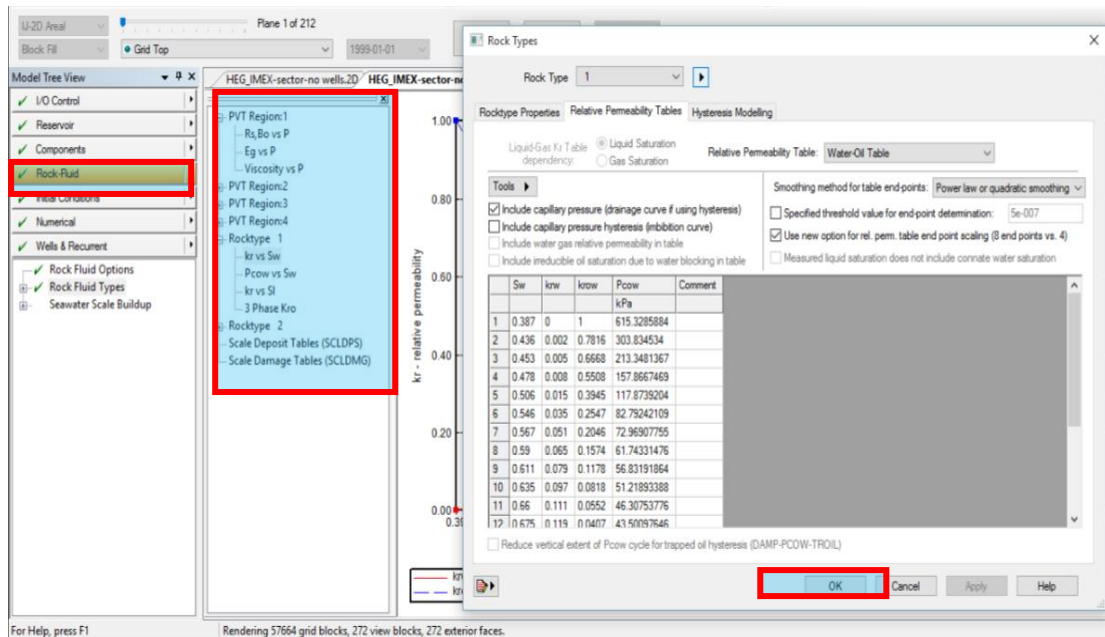 IJ-2D Areal
Plane 1 of 212
Block Fill
Grid Top
1999-01-01
Model Tree View
I/O Control
Reservoir
Components
Rock-Fluid
Initial Conditions
Numerical
Wells & Recurrent
Rock Fluid Options
Rock Fluid Types
Seawater Scale Buildup
HEG_IMEX-sector-no wells.2D
HEG_IMEX-sector-no
PVT Region:1
Rs,Bo vs P
Eg vs P
Viscosity vs P
PVT Region:2
PVT Region:3
PVT Region:4
Rocktype 1
kr vs Sw
Pcow vs Sw
kr vs Sl
3 Phase Kro
Rocktype 2
Scale Deposit Tables (SCLDPS)
Scale Damage Tables (SCLDMG)
kr - relative permeability
1.00
0.80
0.60
0.40
0.20
0.00
Rock Types
Rock Type 1
Rocktype Properties Relative Permeability Tables Hysteresis Modelling
Liquid-Gas Kr Table dependency:
Liquid Saturation
Gas Saturation
Relative Permeability Table: Water-Oil Table
Tools
Smoothing method for table end-points: Power law or quadratic smoothing
Include capillary pressure (drainage curve if using hysteresis)
Specified threshold value for end-point determination: 5e-007
Include capillary pressure hysteresis (imbibition curve)
Use new option for rel. perm. table end point scaling (8 end points vs. 4)
Include water gas relative permeability in table
Measured liquid saturation does not include connate water saturation
Include irreducible oil saturation due to water blocking in table
Sw krw krow Pcow Comment
kPa
1 0.387 0 1 615.3285884
2 0.436 0.002 0.7816 303.834534
3 0.453 0.005 0.6668 213.3481367
4 0.478 0.008 0.5508 157.8667469
5 0.506 0.015 0.3945 117.8739204
6 0.546 0.035 0.2547 82.79242109
7 0.567 0.051 0.2046 72.96907755
8 0.59 0.065 0.1574 61.74331476
9 0.611 0.079 0.1178 56.83191864
10 0.635 0.097 0.0818 51.21893388
11 0.66 0.111 0.0552 46.30753776
12 0.675 0.119 0.0407 43.50097646
Reduce vertical extent of Pcow cycle for trapped oil hysteresis (DAMP-PCOW-TROIL)
OK Cancel Apply Help
For Help, press F1
Rendering 57664 grid blocks, 272 view blocks, 272 exterior faces.